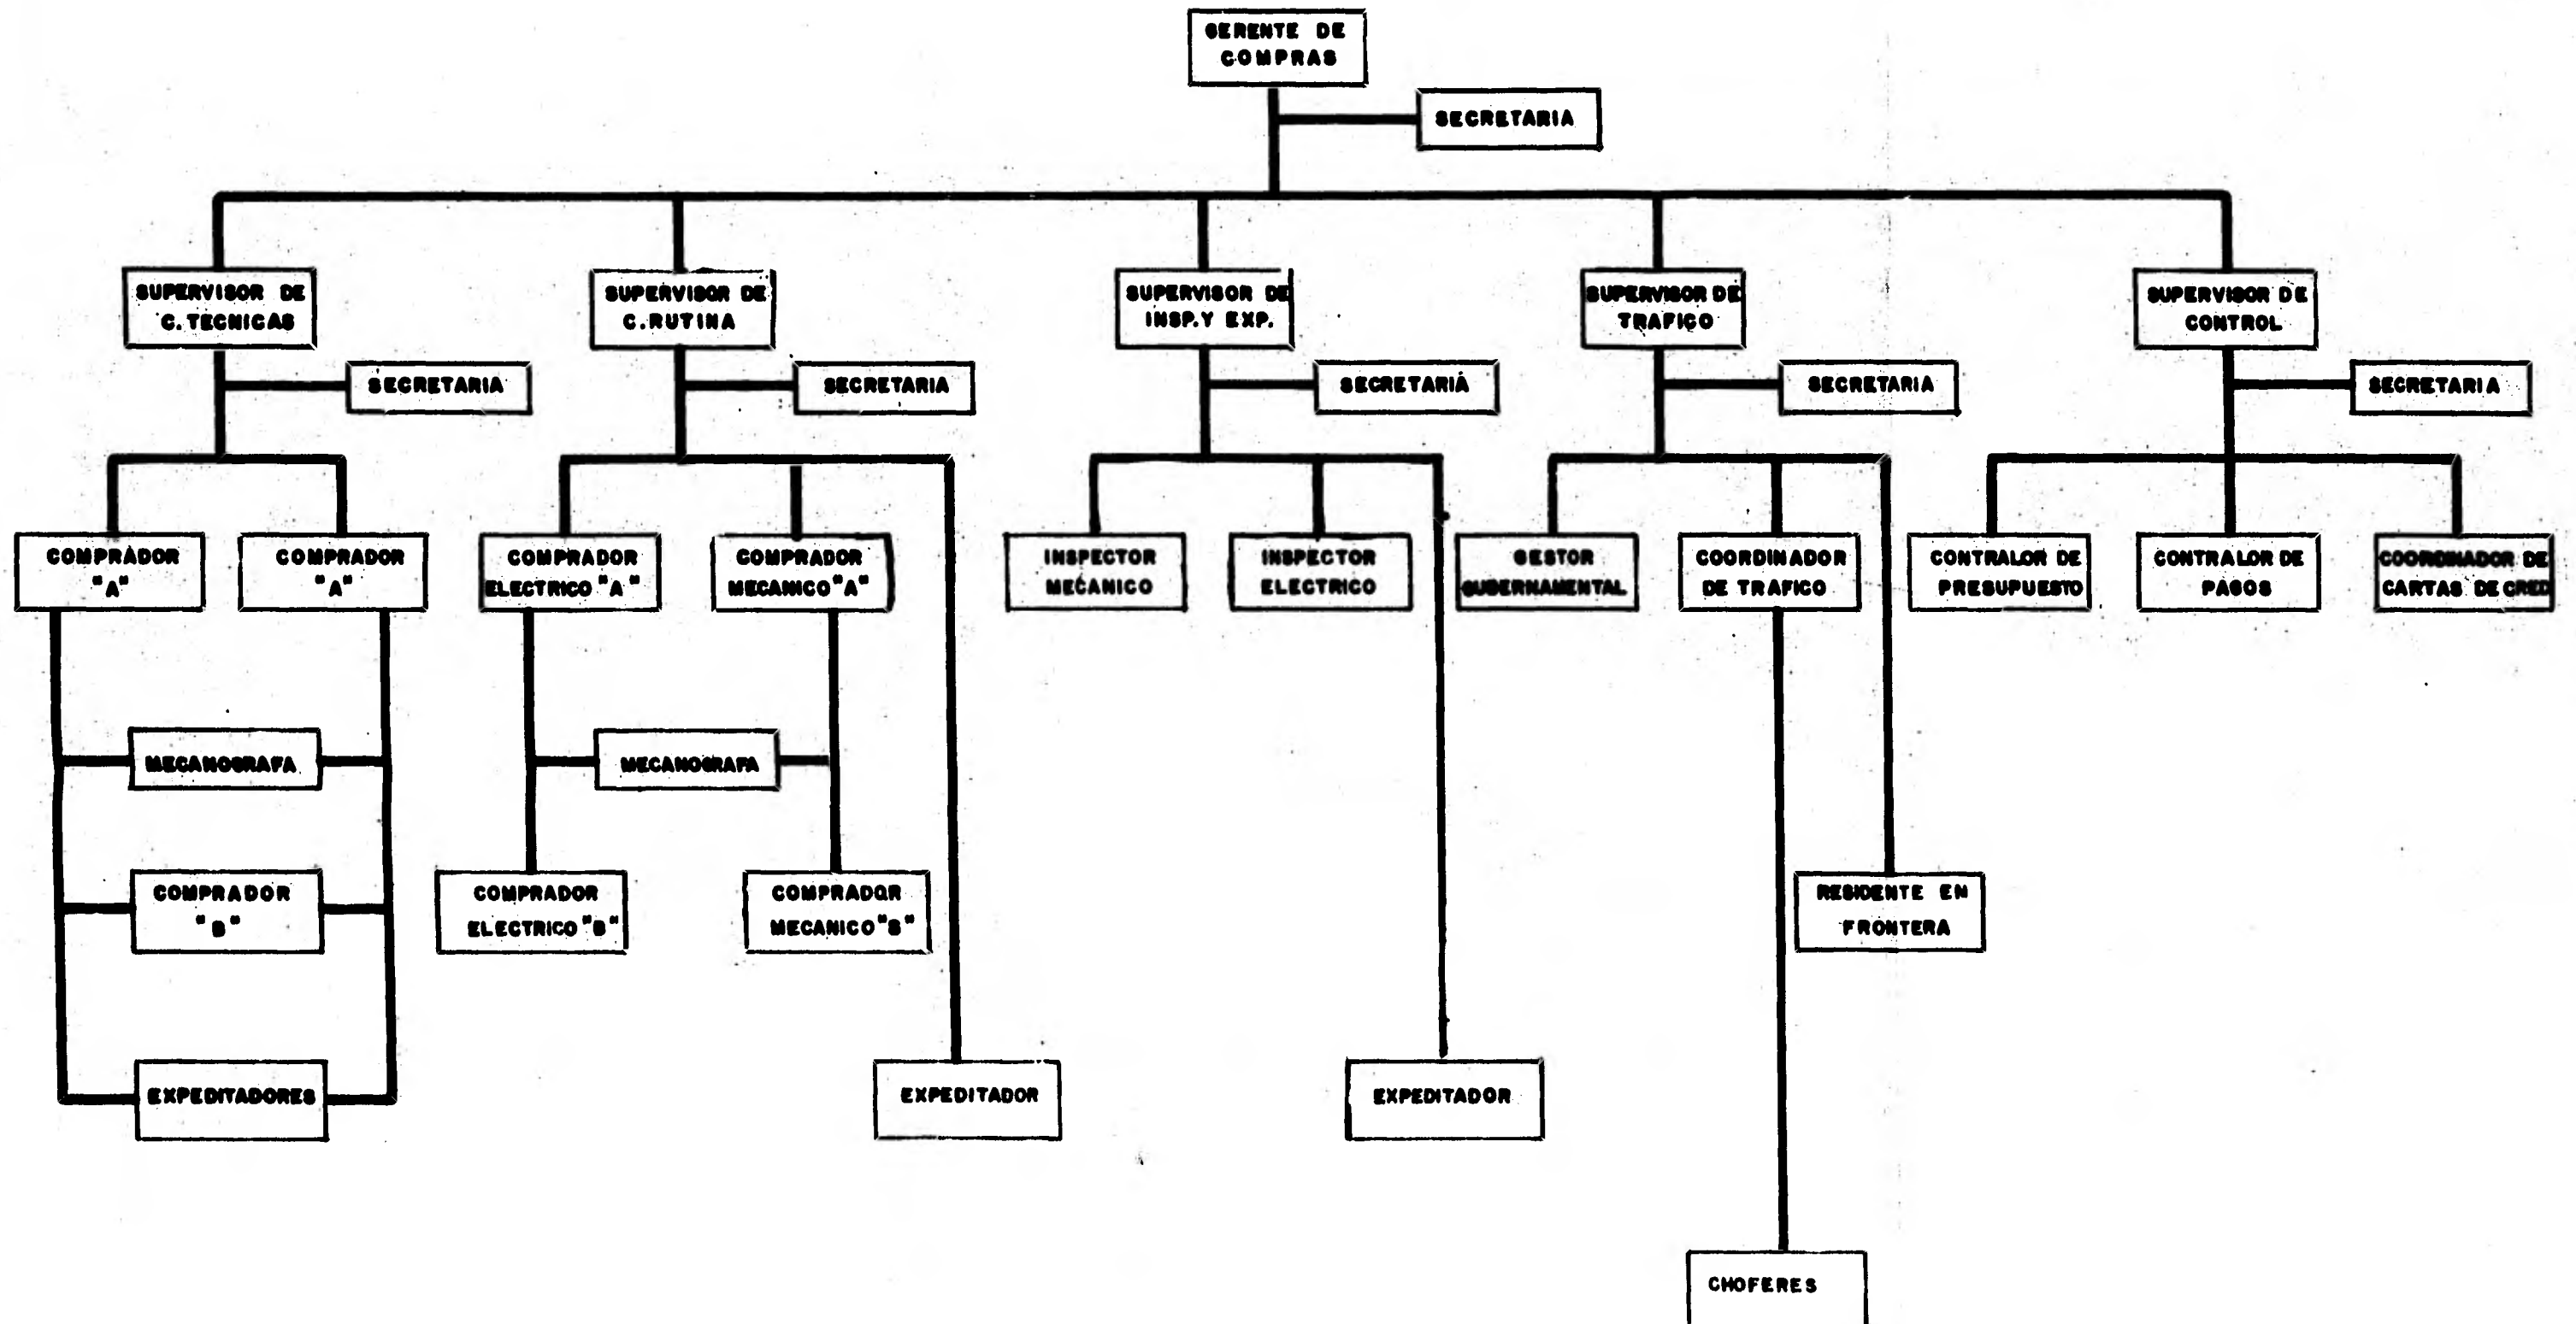 GERENTE DE
COMPRAS
SECRETARIA
SUPERVISOR DE
C. TECNICAS
SUPERVISOR DE
C. RUTINA
SUPERVISOR DE
INSP. Y EXP.
SUPERVISOR DE
TRAFICO
SUPERVISOR DE
CONTROL
SECRETARIA
SECRETARIA
SECRETARIA
SECRETARIA
SECRETARIA
COMPRADOR
"A"
COMPRADOR
"A"
COMPRADOR
ELECTRICO "A"
COMPRADOR
MECANICO "A"
INSPECTOR
MECANICO
INSPECTOR
ELECTRICO
GESTOR
GUBERNAMENTAL
COORDINADOR
DE TRAFICO
CONTRALOR DE
PRESUPUESTO
CONTRALOR DE
PAGOS
COORDINADOR DE
CARTAS DE CRED
MECANOGRAFA
MECANOGRAFA
COMPRADOR
"B"
COMPRADOR
ELECTRICO "B"
COMPRADOR
MECANICO "B"
RESIDENTE EN
FRONTERA
EXPEDITADORES
EXPEDITADOR
EXPEDITADOR
CHOFERES